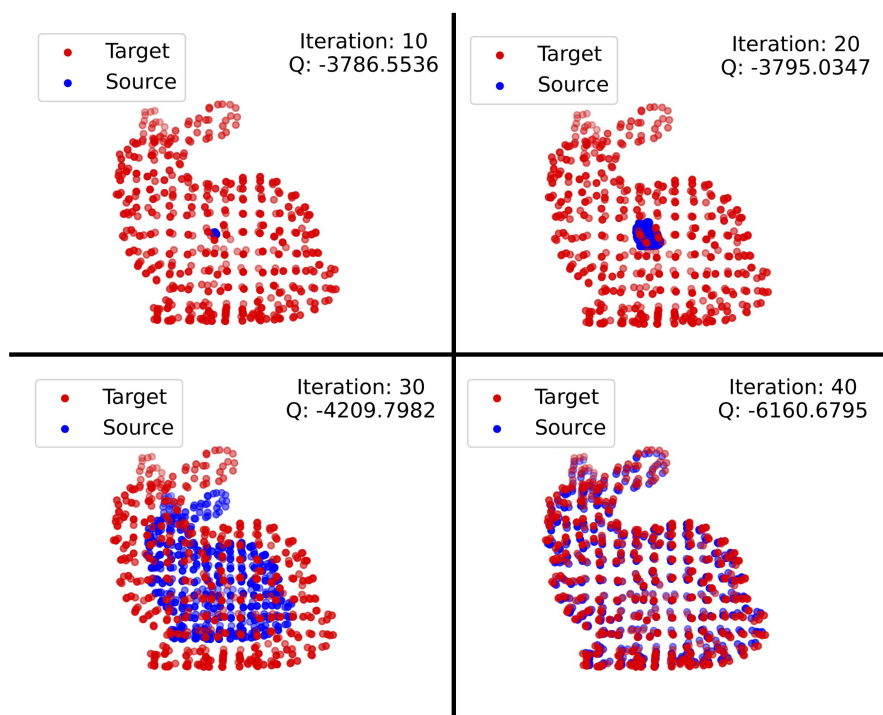 Target
Source
Iteration: 10
Q: -3786.5536
Target
Source
Iteration: 20
Q: -3795.0347
Target
Source
Iteration: 30
Q: -4209.7982
Target
Source
Iteration: 40
Q: -6160.6795